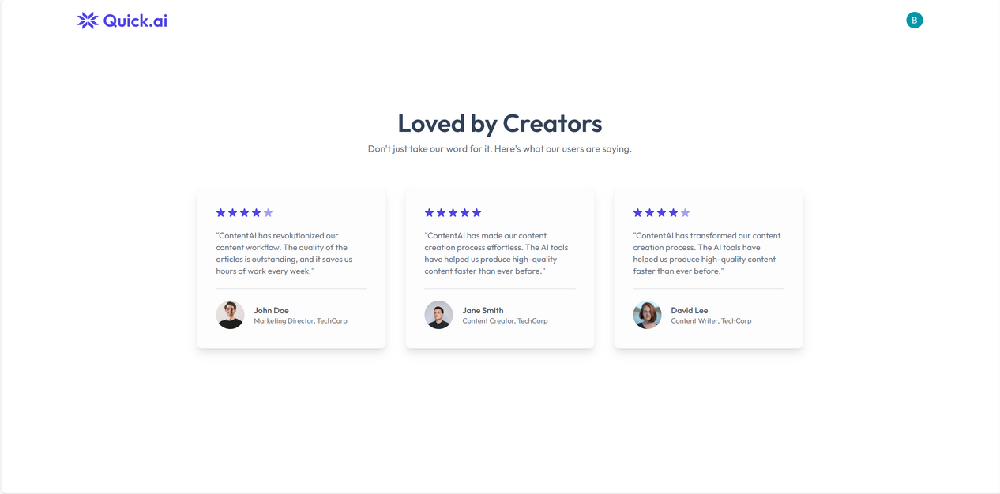 Quick.ai
B
Loved by Creators
Don't just take our word for it. Here's what our users are saying.
"ContentAI has revolutionized our
content workflow. The quality of the
articles is outstanding, and it saves us
hours of work every week."
John Doe
Marketing Director, TechCorp
"ContentAI has made our content
creation process effortless. The AI tools
have helped us produce high-quality
content faster than ever before."
Jane Smith
Content Creator, TechCorp
"ContentAI has transformed our content
creation process. The AI tools have
helped us produce high-quality content
faster than ever before."
David Lee
Content Writer, TechCorp